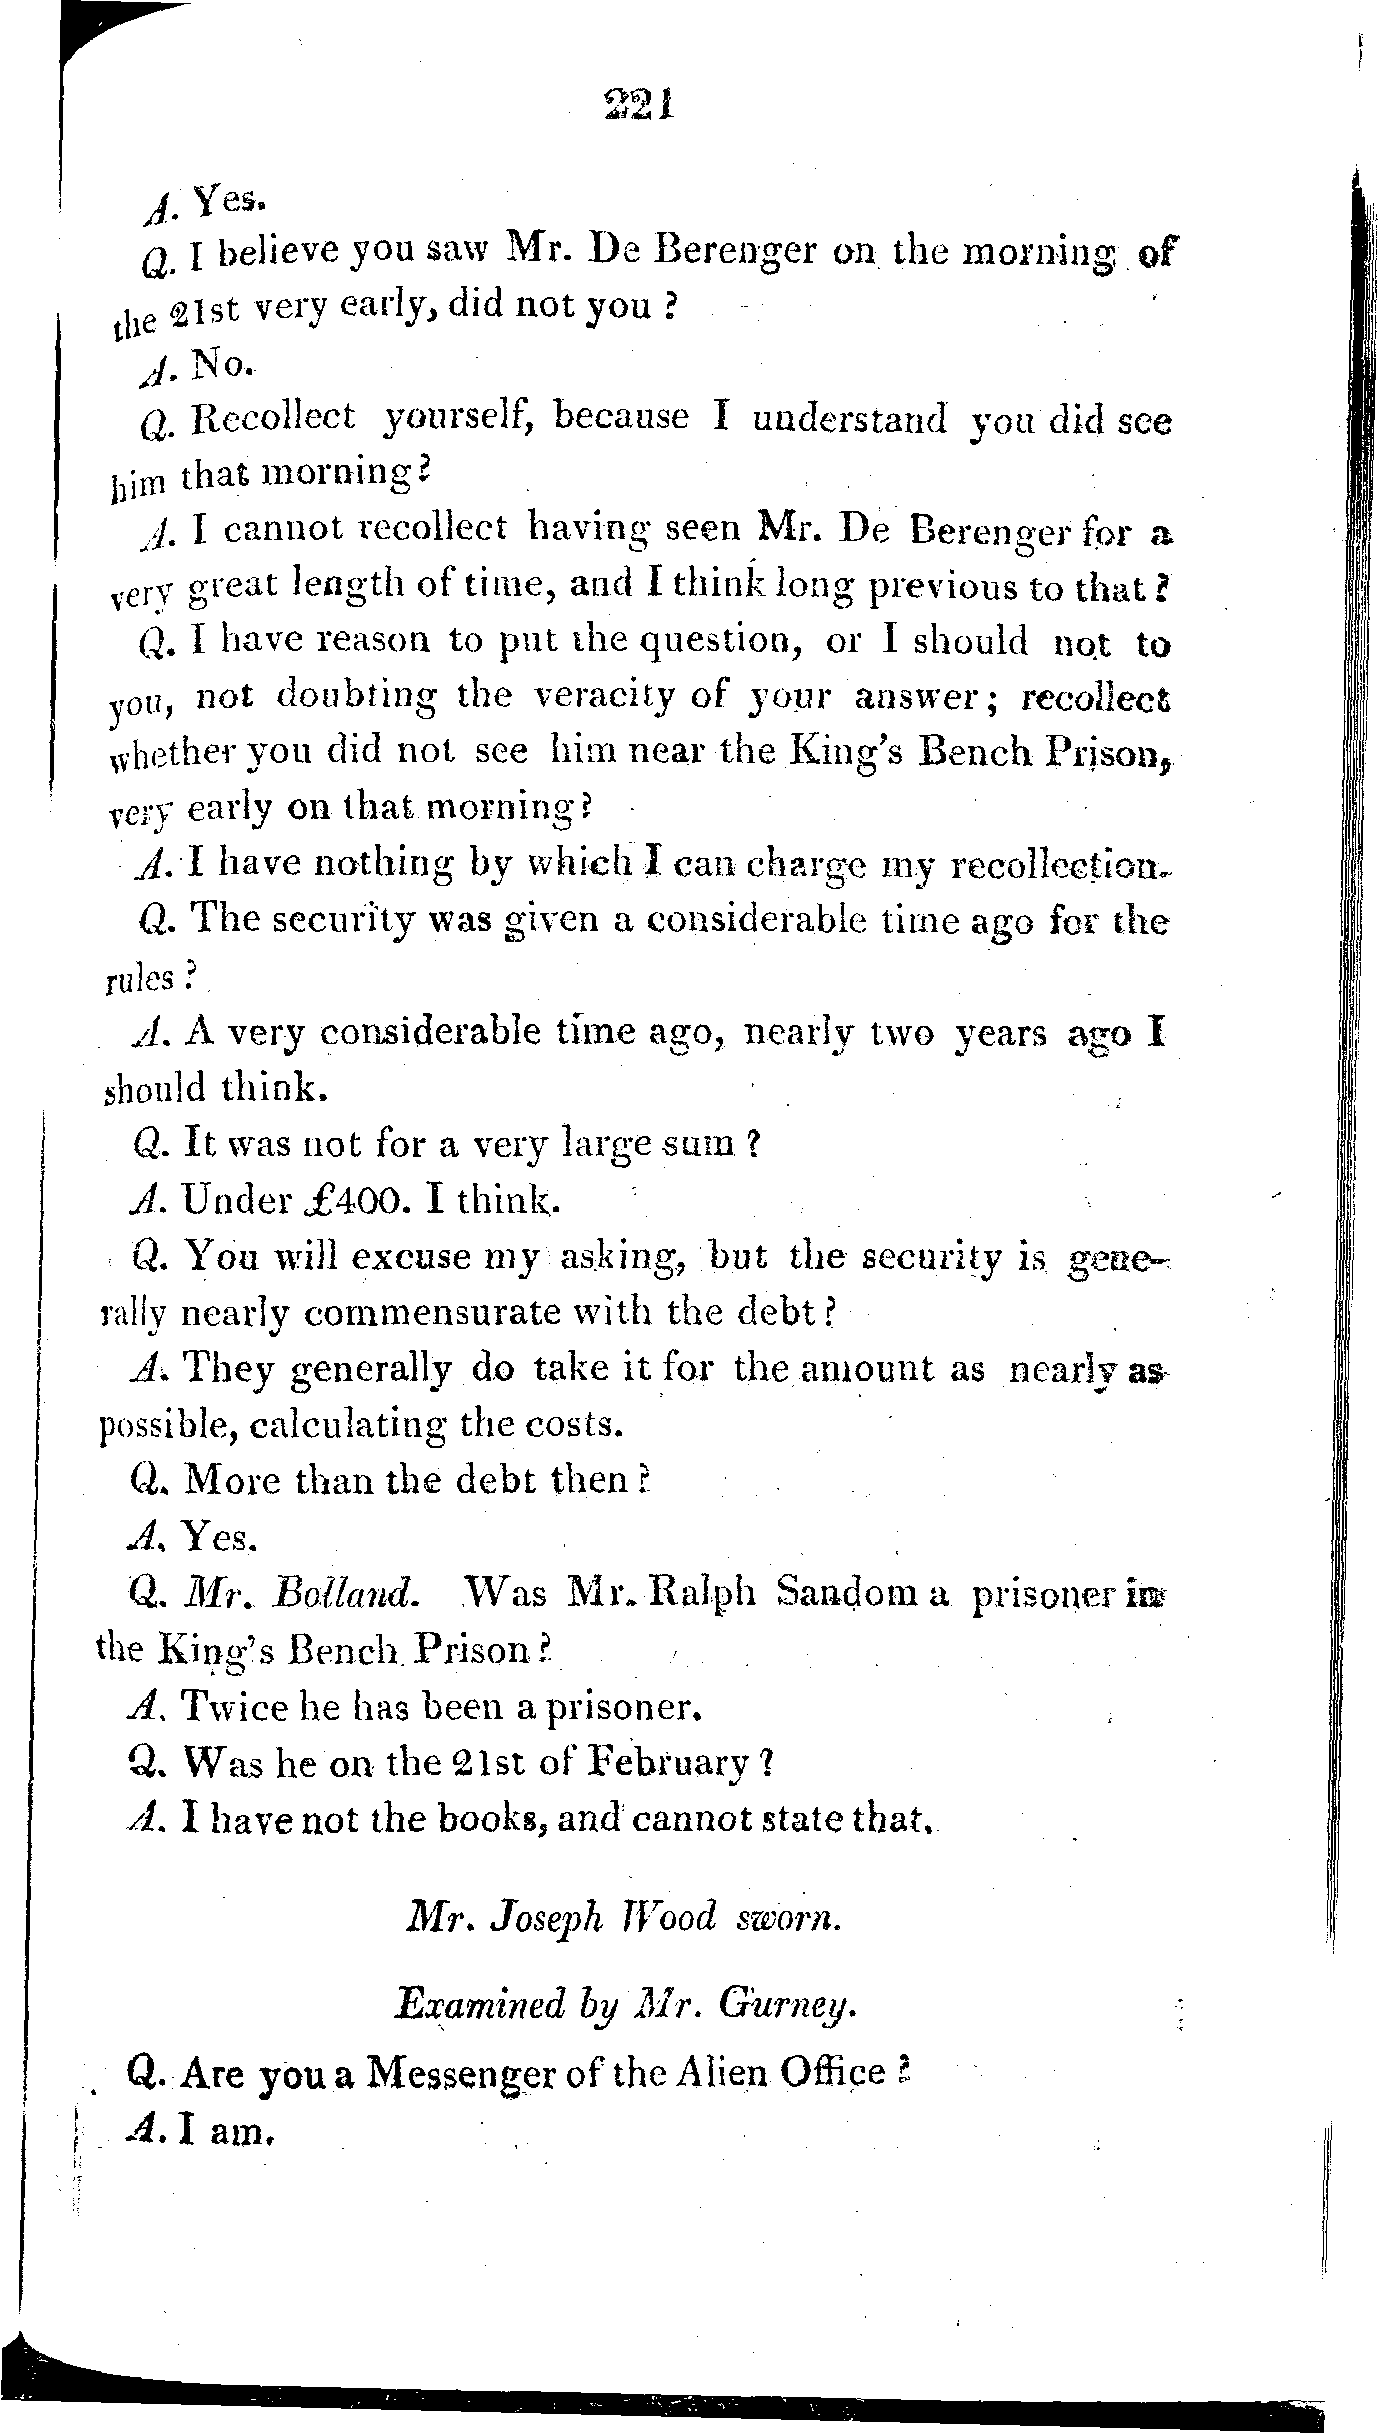 221
A. Yes.
Q. I believe you saw Mr. De Berenger on the morning of
the 21st very early, did not you ?
A. No.
Q. Recollect yourself, because I understand you did see
him that morning?
A. I cannot recollect having seen Mr. De Berenger for a
very great length of time, and I think long previous to that ?
Q. I have reason to put the question, or I should not to
you, not doubting the veracity of your answer; recollect
whether you did not see him near the King's Bench Prison,
very early on that morning?
A. I have nothing by which I can charge my recollection.
Q. The security was given a considerable time ago for the
rules ?
A. A very considerable time ago, nearly two years ago I
should think.
Q. It was not for a very large sum ?
A. Under £400. I think.
Q. You will excuse my asking, but the security is gene-
rally nearly commensurate with the debt ?
A. They generally do take it for the amount as nearly as
possible, calculating the costs.
Q. More than the debt then ?
A. Yes.
Q. Mr. Bolland. Was Mr. Ralph Sandom a prisoner in
the King's Bench Prison ?
A. Twice he has been a prisoner.
Q. Was he on the 21st of February ?
A. I have not the books, and cannot state that.
Mr. Joseph Wood sworn.
Examined by Mr. Gurney.
Q. Are you a Messenger of the Alien Office ?
A. I am.